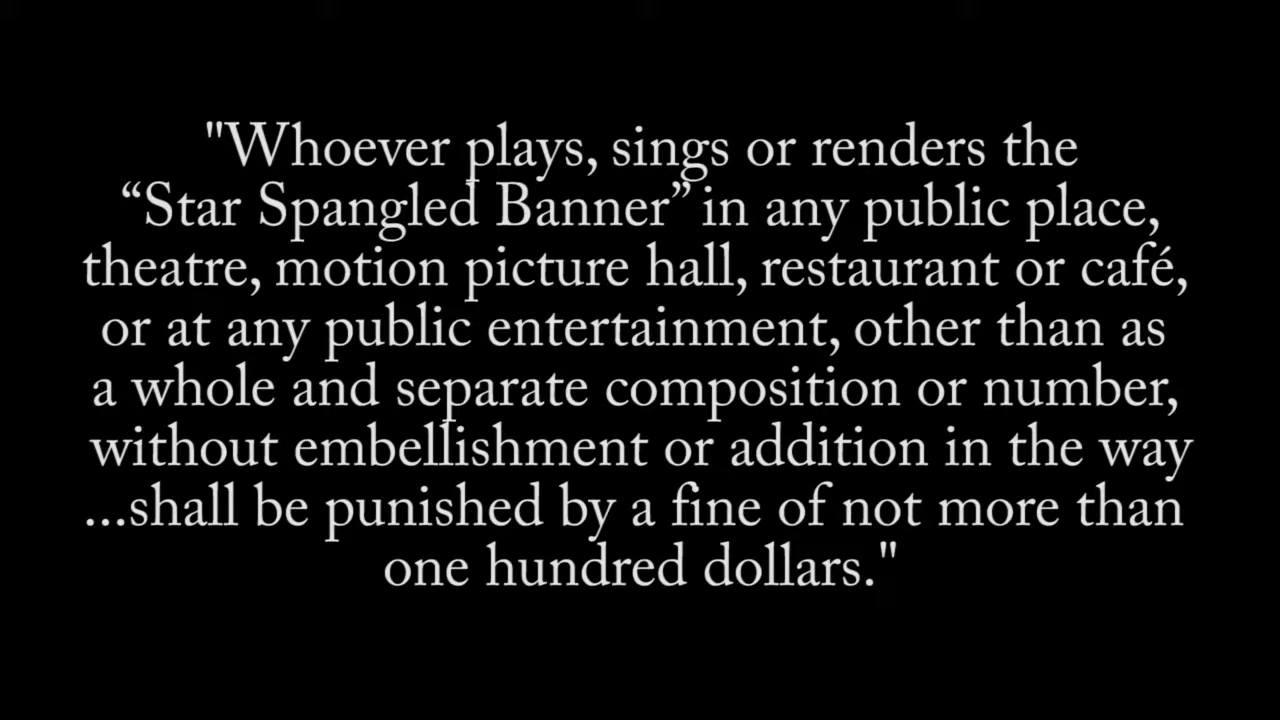 "Whoever plays, sings or renders the
“Star Spangled Banner” in any public place,
theatre, motion picture hall, restaurant or café,
or at any public entertainment, other than as
a whole and separate composition or number,
without embellishment or addition in the way
...shall be punished by a fine of not more than
one hundred dollars."